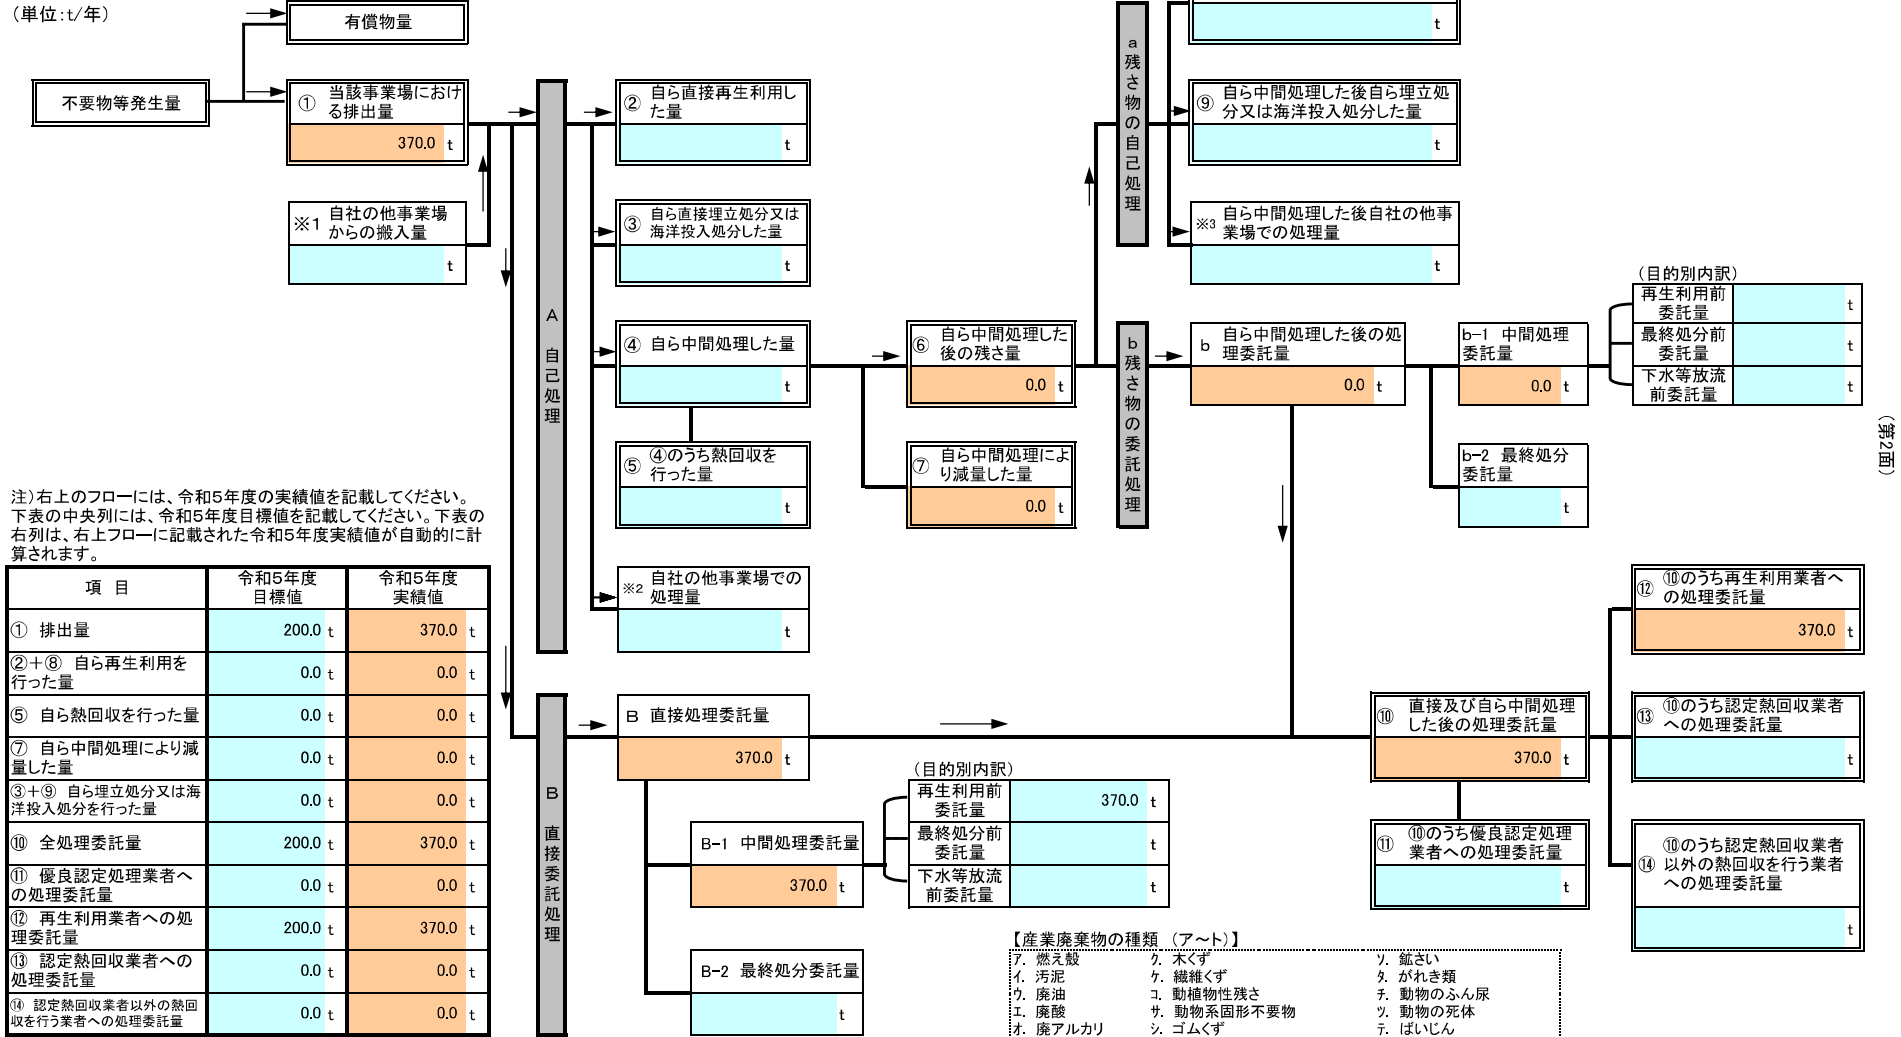 (単位:t/年)
有償物量
不要物等発生量
① 当該事業場におけ
る排出量
370.0 t
※1 自社の他事業場
からの搬入量
t
A 自己処理
② 自ら直接再生利用し
た量
t
③ 自ら直接埋立処分又は
海洋投入処分した量
t
④ 自ら中間処理した量
t
⑤ ④のうち熱回収を
行った量
t
※2 自社の他事業場での
処理量
t
⑥ 自ら中間処理した
後の残さ量
0.0 t
⑦ 自ら中間処理によ
り減量した量
0.0 t
a 残さ物の自己処理
t
⑨ 自ら中間処理した後自ら埋立処
分又は海洋投入処分した量
t
※3 自ら中間処理した後自社の他事
業場での処理量
t
b 残さ物の委託処理
b 自ら中間処理した後の処
理委託量
0.0 t
b-1 中間処理
委託量
0.0 t
(目的別内訳)
再生利用前
委託量 t
最終処分前
委託量 t
下水等放流
前委託量 t
b-2 最終処分
委託量
t
(第2面)
注)右上のフローには、令和5年度の実績値を記載してください。
下表の中央列には、令和5年度目標値を記載してください。下表の
右列は、右上フローに記載された令和5年度実績値が自動的に計
算されます。
項 目 令和5年度
目標値 令和5年度
実績値
① 排出量 200.0 t 370.0 t
②+⑧ 自ら再生利用を
行った量 0.0 t 0.0 t
⑤ 自ら熱回収を行った量 0.0 t 0.0 t
⑦ 自ら中間処理により減
量した量 0.0 t 0.0 t
③+⑨ 自ら埋立処分又は海
洋投入処分を行った量 0.0 t 0.0 t
⑩ 全処理委託量 200.0 t 370.0 t
⑪ 優良認定処理業者へ
の処理委託量 0.0 t 0.0 t
⑫ 再生利用業者への処
理委託量 200.0 t 370.0 t
⑬ 認定熱回収業者への
処理委託量 0.0 t 0.0 t
⑭ 認定熱回収業者以外の熱回
収を行う業者への処理委託量 0.0 t 0.0 t
B 直接委託処理
B 直接処理委託量
370.0 t
B-1 中間処理委託量
370.0 t
(目的別内訳)
再生利用前
委託量 370.0 t
最終処分前
委託量 t
下水等放流
前委託量 t
B-2 最終処分委託量
t
⑩ 直接及び自ら中間処理
した後の処理委託量
370.0 t
⑪ ⑩のうち優良認定処理
業者への処理委託量
t
⑫ ⑩のうち再生利用業者へ
の処理委託量
370.0 t
⑬ ⑩のうち認定熱回収業者
への処理委託量
t
⑭ ⑩のうち認定熱回収業者
以外の熱回収を行う業者
への処理委託量
t
【産業廃棄物の種類 (ア~ト)】
ア. 燃え殻 ク. 木くず ソ. 鉱さい
イ. 汚泥 ケ. 繊維くず タ. がれき類
ウ. 廃油 コ. 動植物性残さ チ. 動物のふん尿
エ. 廃酸 サ. 動物系固形不要物 ツ. 動物の死体
オ. 廃アルカリ シ. ゴムくず テ. ばいじん